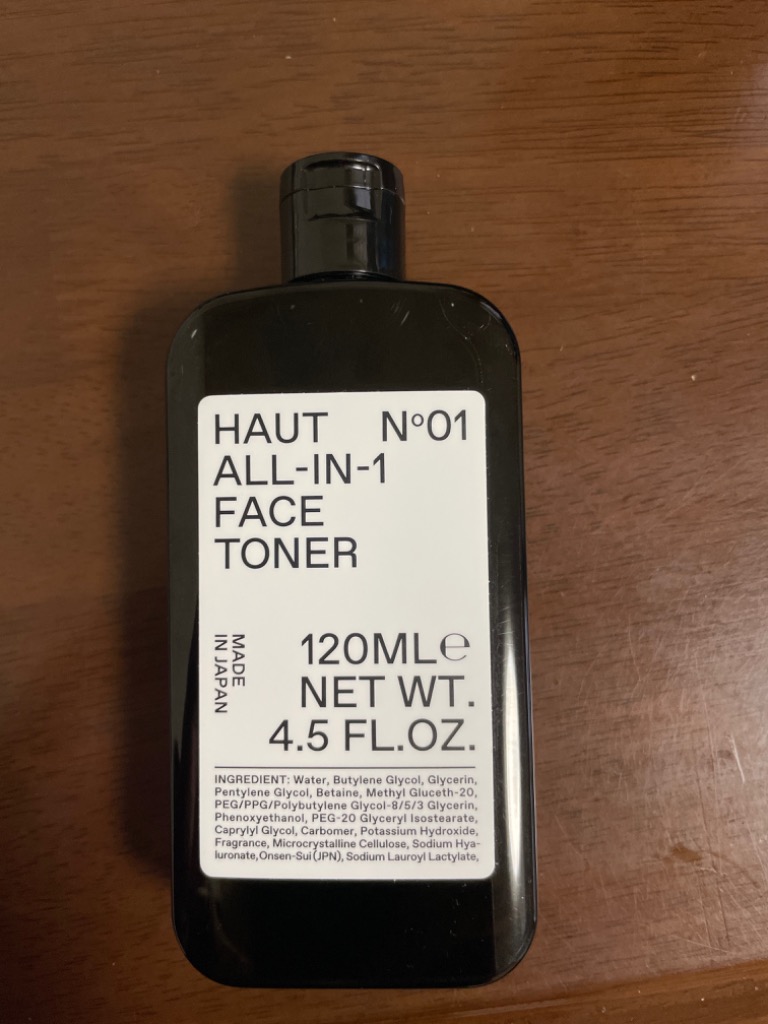 HAUT Nº01
ALL-IN-1
FACE
TONER
MADE
IN JAPAN
120ML℮
NET WT.
4.5 FL.OZ.
INGREDIENT: Water, Butylene Glycol, Glycerin,
Pentylene Glycol, Betaine, Methyl Gluceth-20,
PEG/PPG/Polybutylene Glycol-8/5/3 Glycerin,
Phenoxyethanol, PEG-20 Glyceryl Isostearate,
Caprylyl Glycol, Carbomer, Potassium Hydroxide,
Fragrance, Microcrystalline Cellulose, Sodium Hya-
luronate,Onsen-Sui(JPN), Sodium Lauroyl Lactylate,